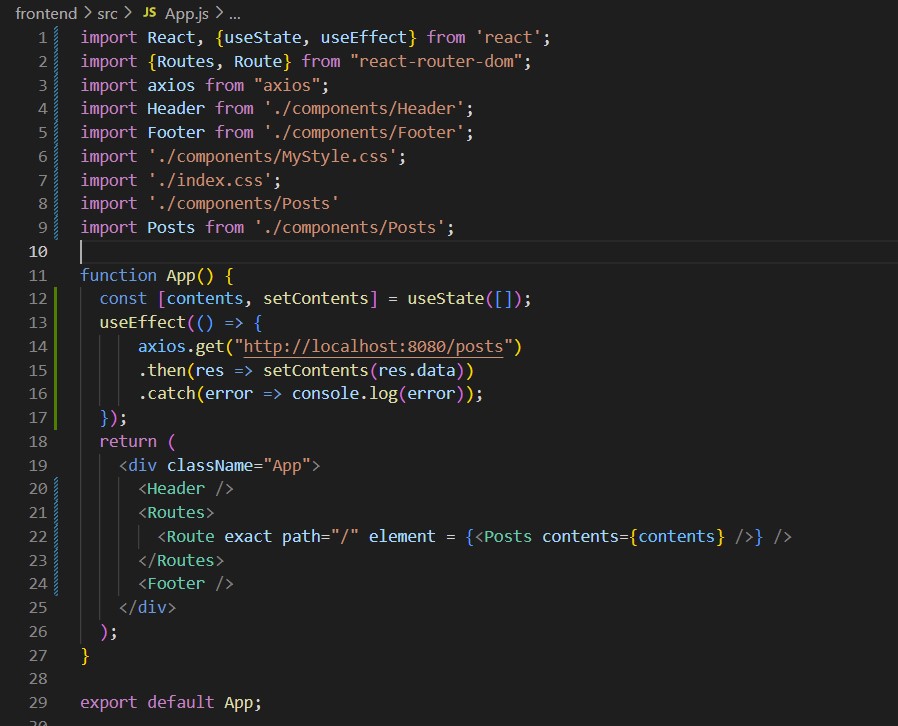 frontend > src > JS App.js > ...
1 import React, {useState, useEffect} from 'react';
2 import {Routes, Route} from "react-router-dom";
3 import axios from "axios";
4 import Header from './components/Header';
5 import Footer from './components/Footer';
6 import './components/MyStyle.css';
7 import './index.css';
8 import './components/Posts'
9 import Posts from './components/Posts';
10
11 function App() {
12   const [contents, setContents] = useState([]);
13   useEffect(() => {
14       axios.get("http://localhost:8080/posts")
15       .then(res => setContents(res.data))
16       .catch(error => console.log(error));
17   });
18   return (
19     <div className="App">
20       <Header />
21       <Routes>
22         <Route exact path="/" element = {<Posts contents={contents} />} />
23       </Routes>
24       <Footer />
25     </div>
26   );
27 }
28
29 export default App;
30